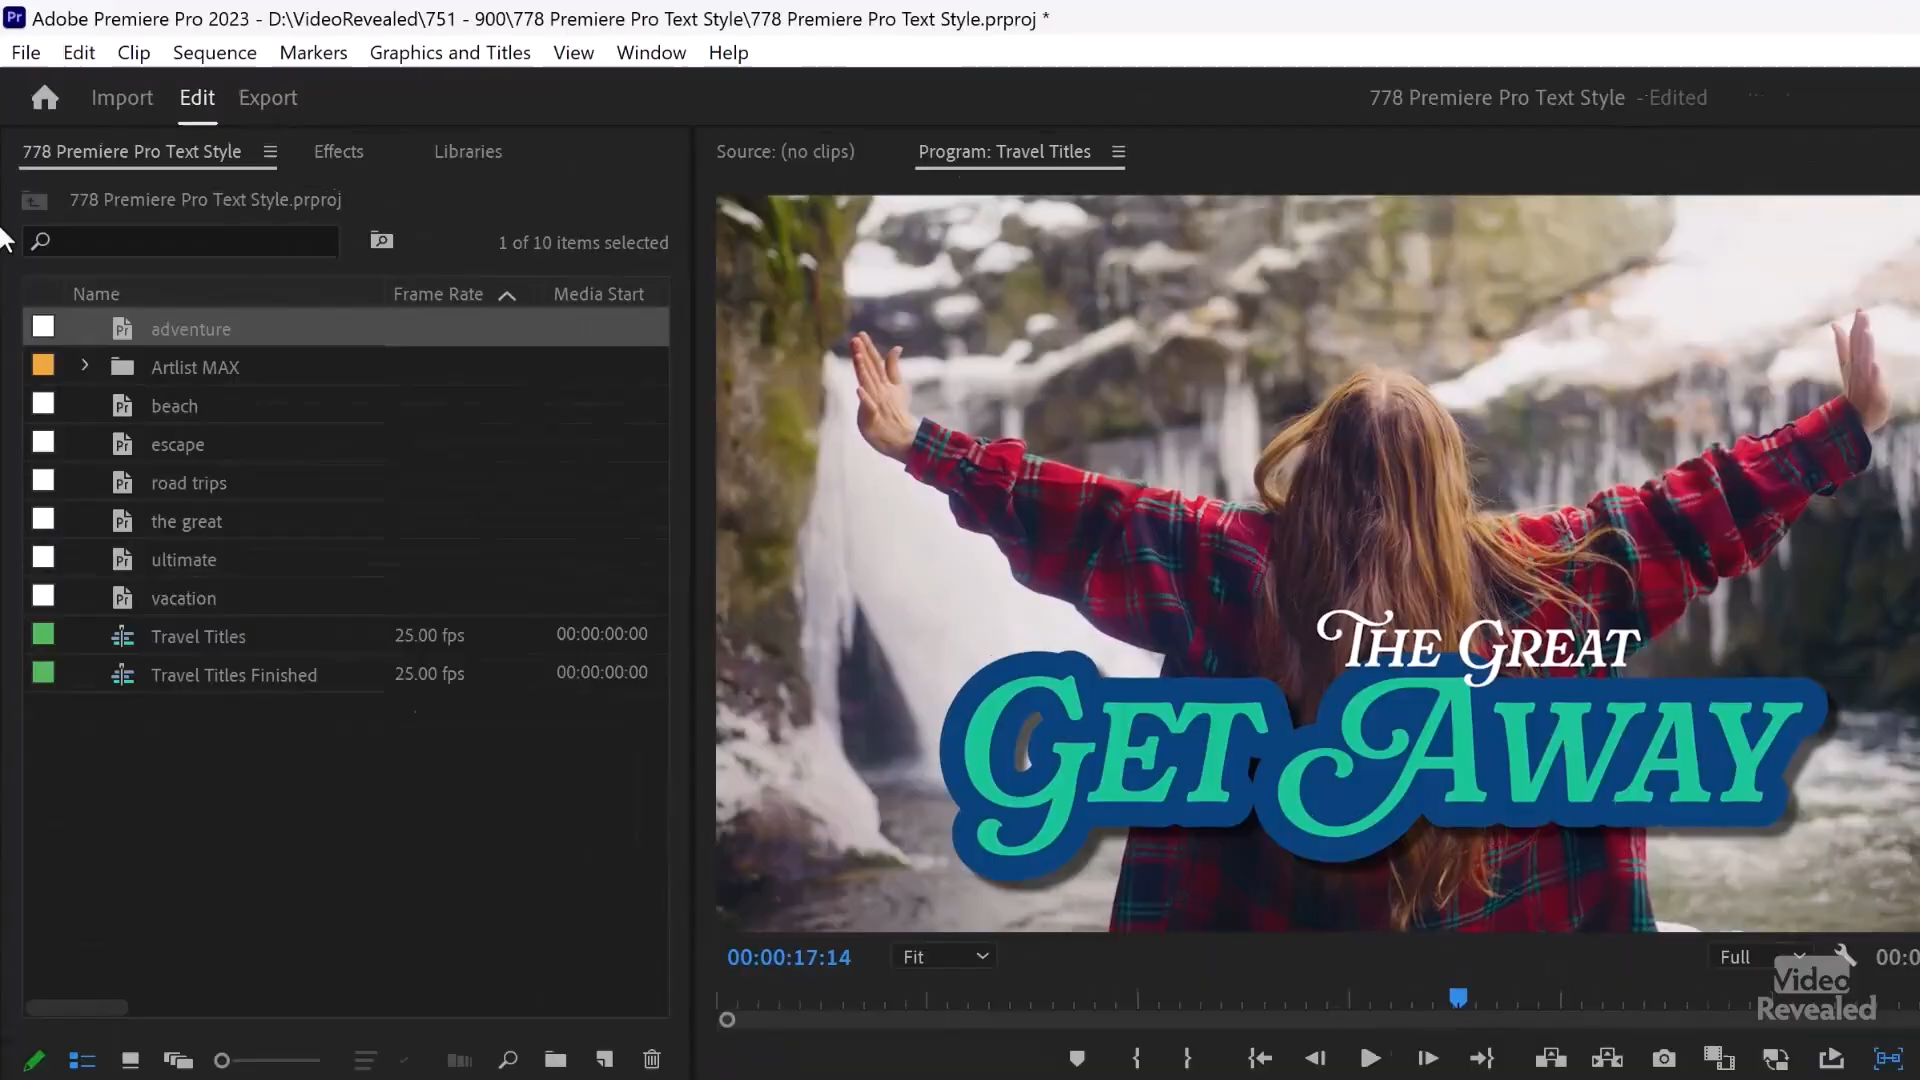 Pr Adobe Premiere Pro 2023 - D:\VideoRevealed\751 - 900\778 Premiere Pro Text Style\778 Premiere Pro Text Style.prproj *
File Edit Clip Sequence Markers Graphics and Titles View Window Help
Import Edit Export 778 Premiere Pro Text Style - Edited
778 Premiere Pro Text Style Effects Libraries Source: (no clips) Program: Travel Titles
778 Premiere Pro Text Style.prproj
1 of 10 items selected
Name Frame Rate Media Start
adventure
Artlist MAX
beach
escape
road trips
the great
ultimate
vacation
Travel Titles 25.00 fps 00:00:00:00
Travel Titles Finished 25.00 fps 00:00:00:00
The Great
Get Away
00:00:17:14 Fit Full 00:0
Video
Revealed